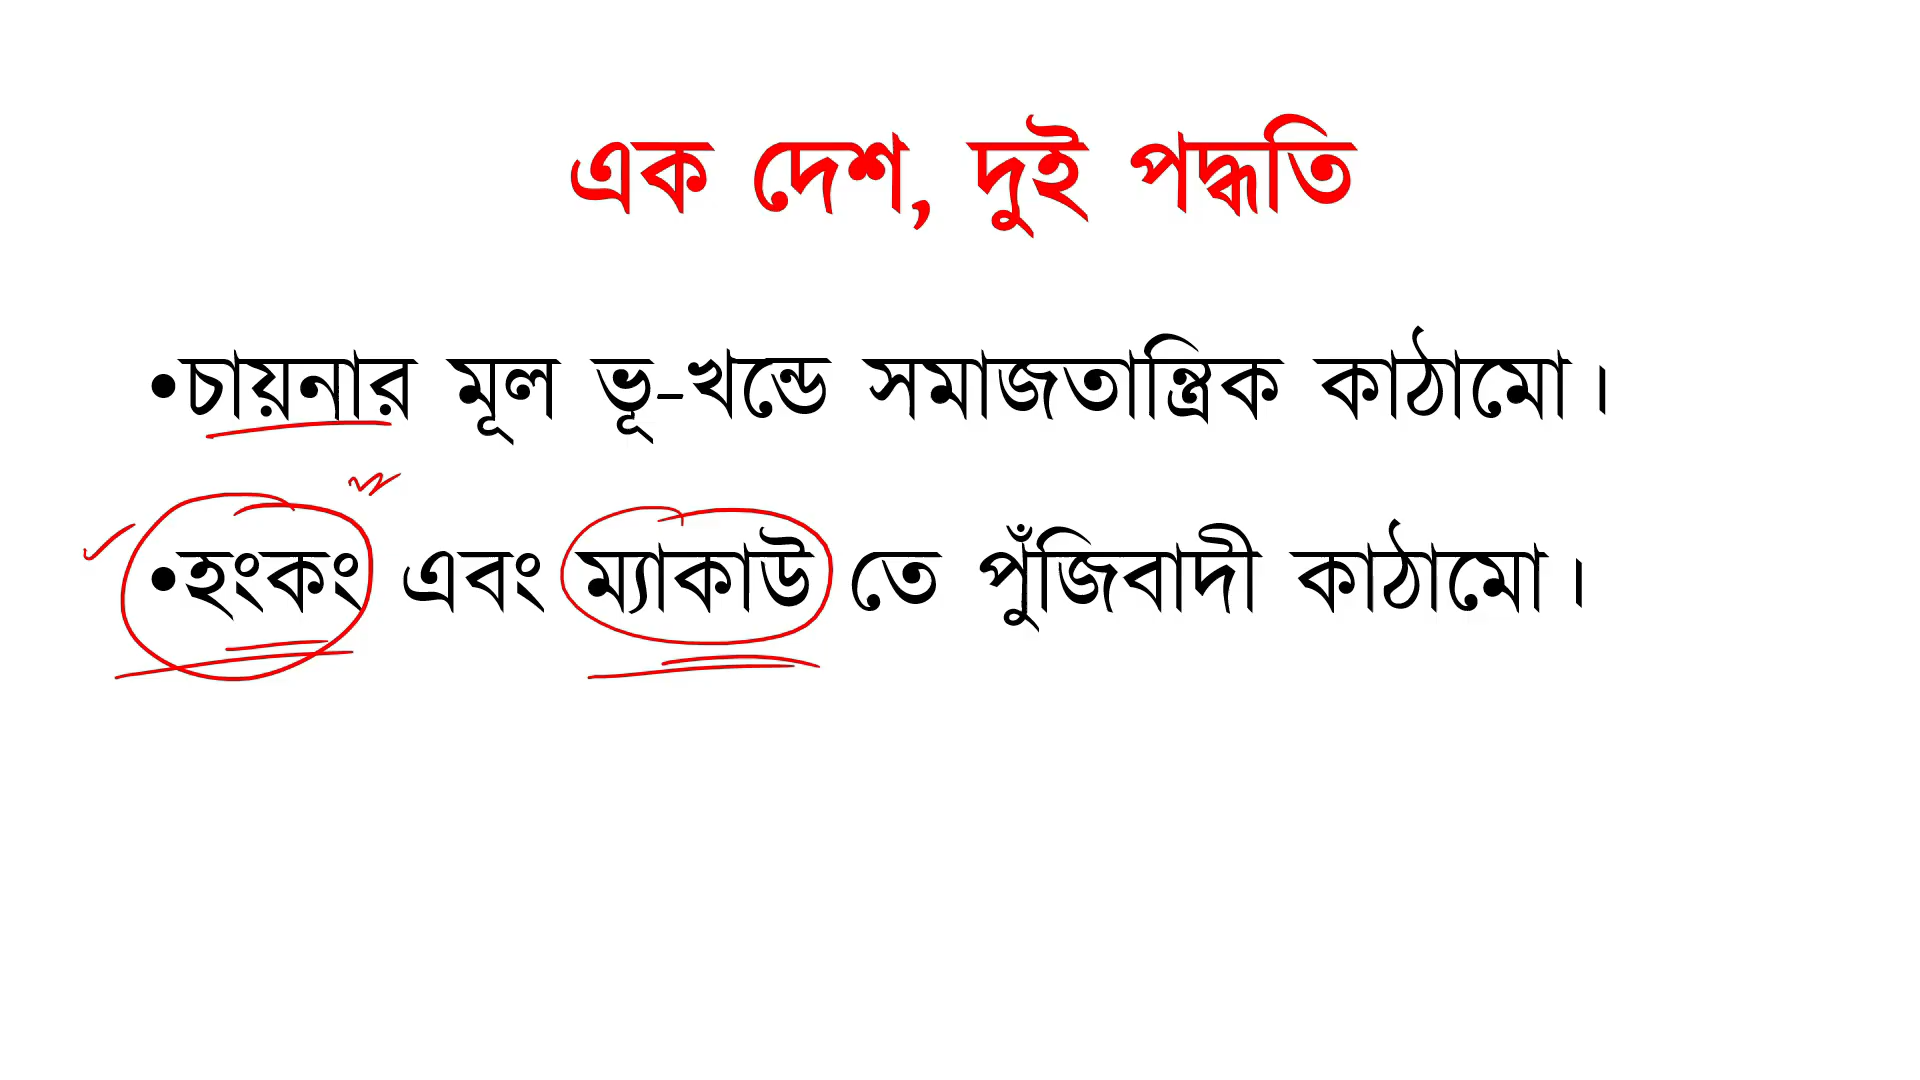 এক দেশ, দুই পদ্ধতি
•চায়নার মূল ভূ-খন্ডে সমাজতান্ত্রিক কাঠামো।
•হংকং এবং ম্যাকাউ তে পুঁজিবাদী কাঠামো।